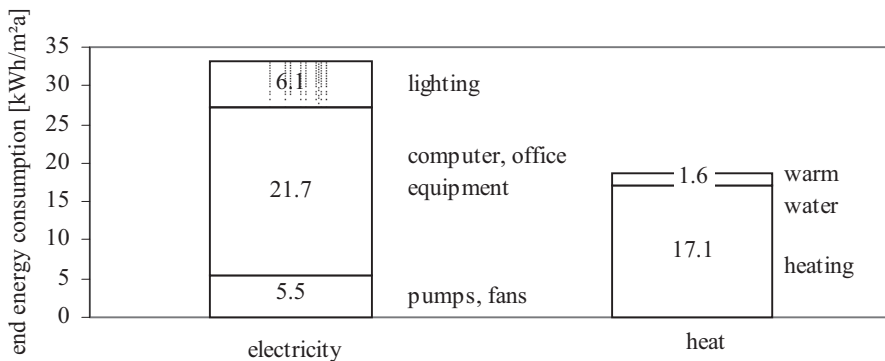 end energy consumption [kWh/m²a]
35
30
25
20
15
10
5
0
6.1
21.7
5.5
lighting
computer, office
equipment
pumps, fans
electricity
1.6
17.1
warm
water
heating
heat